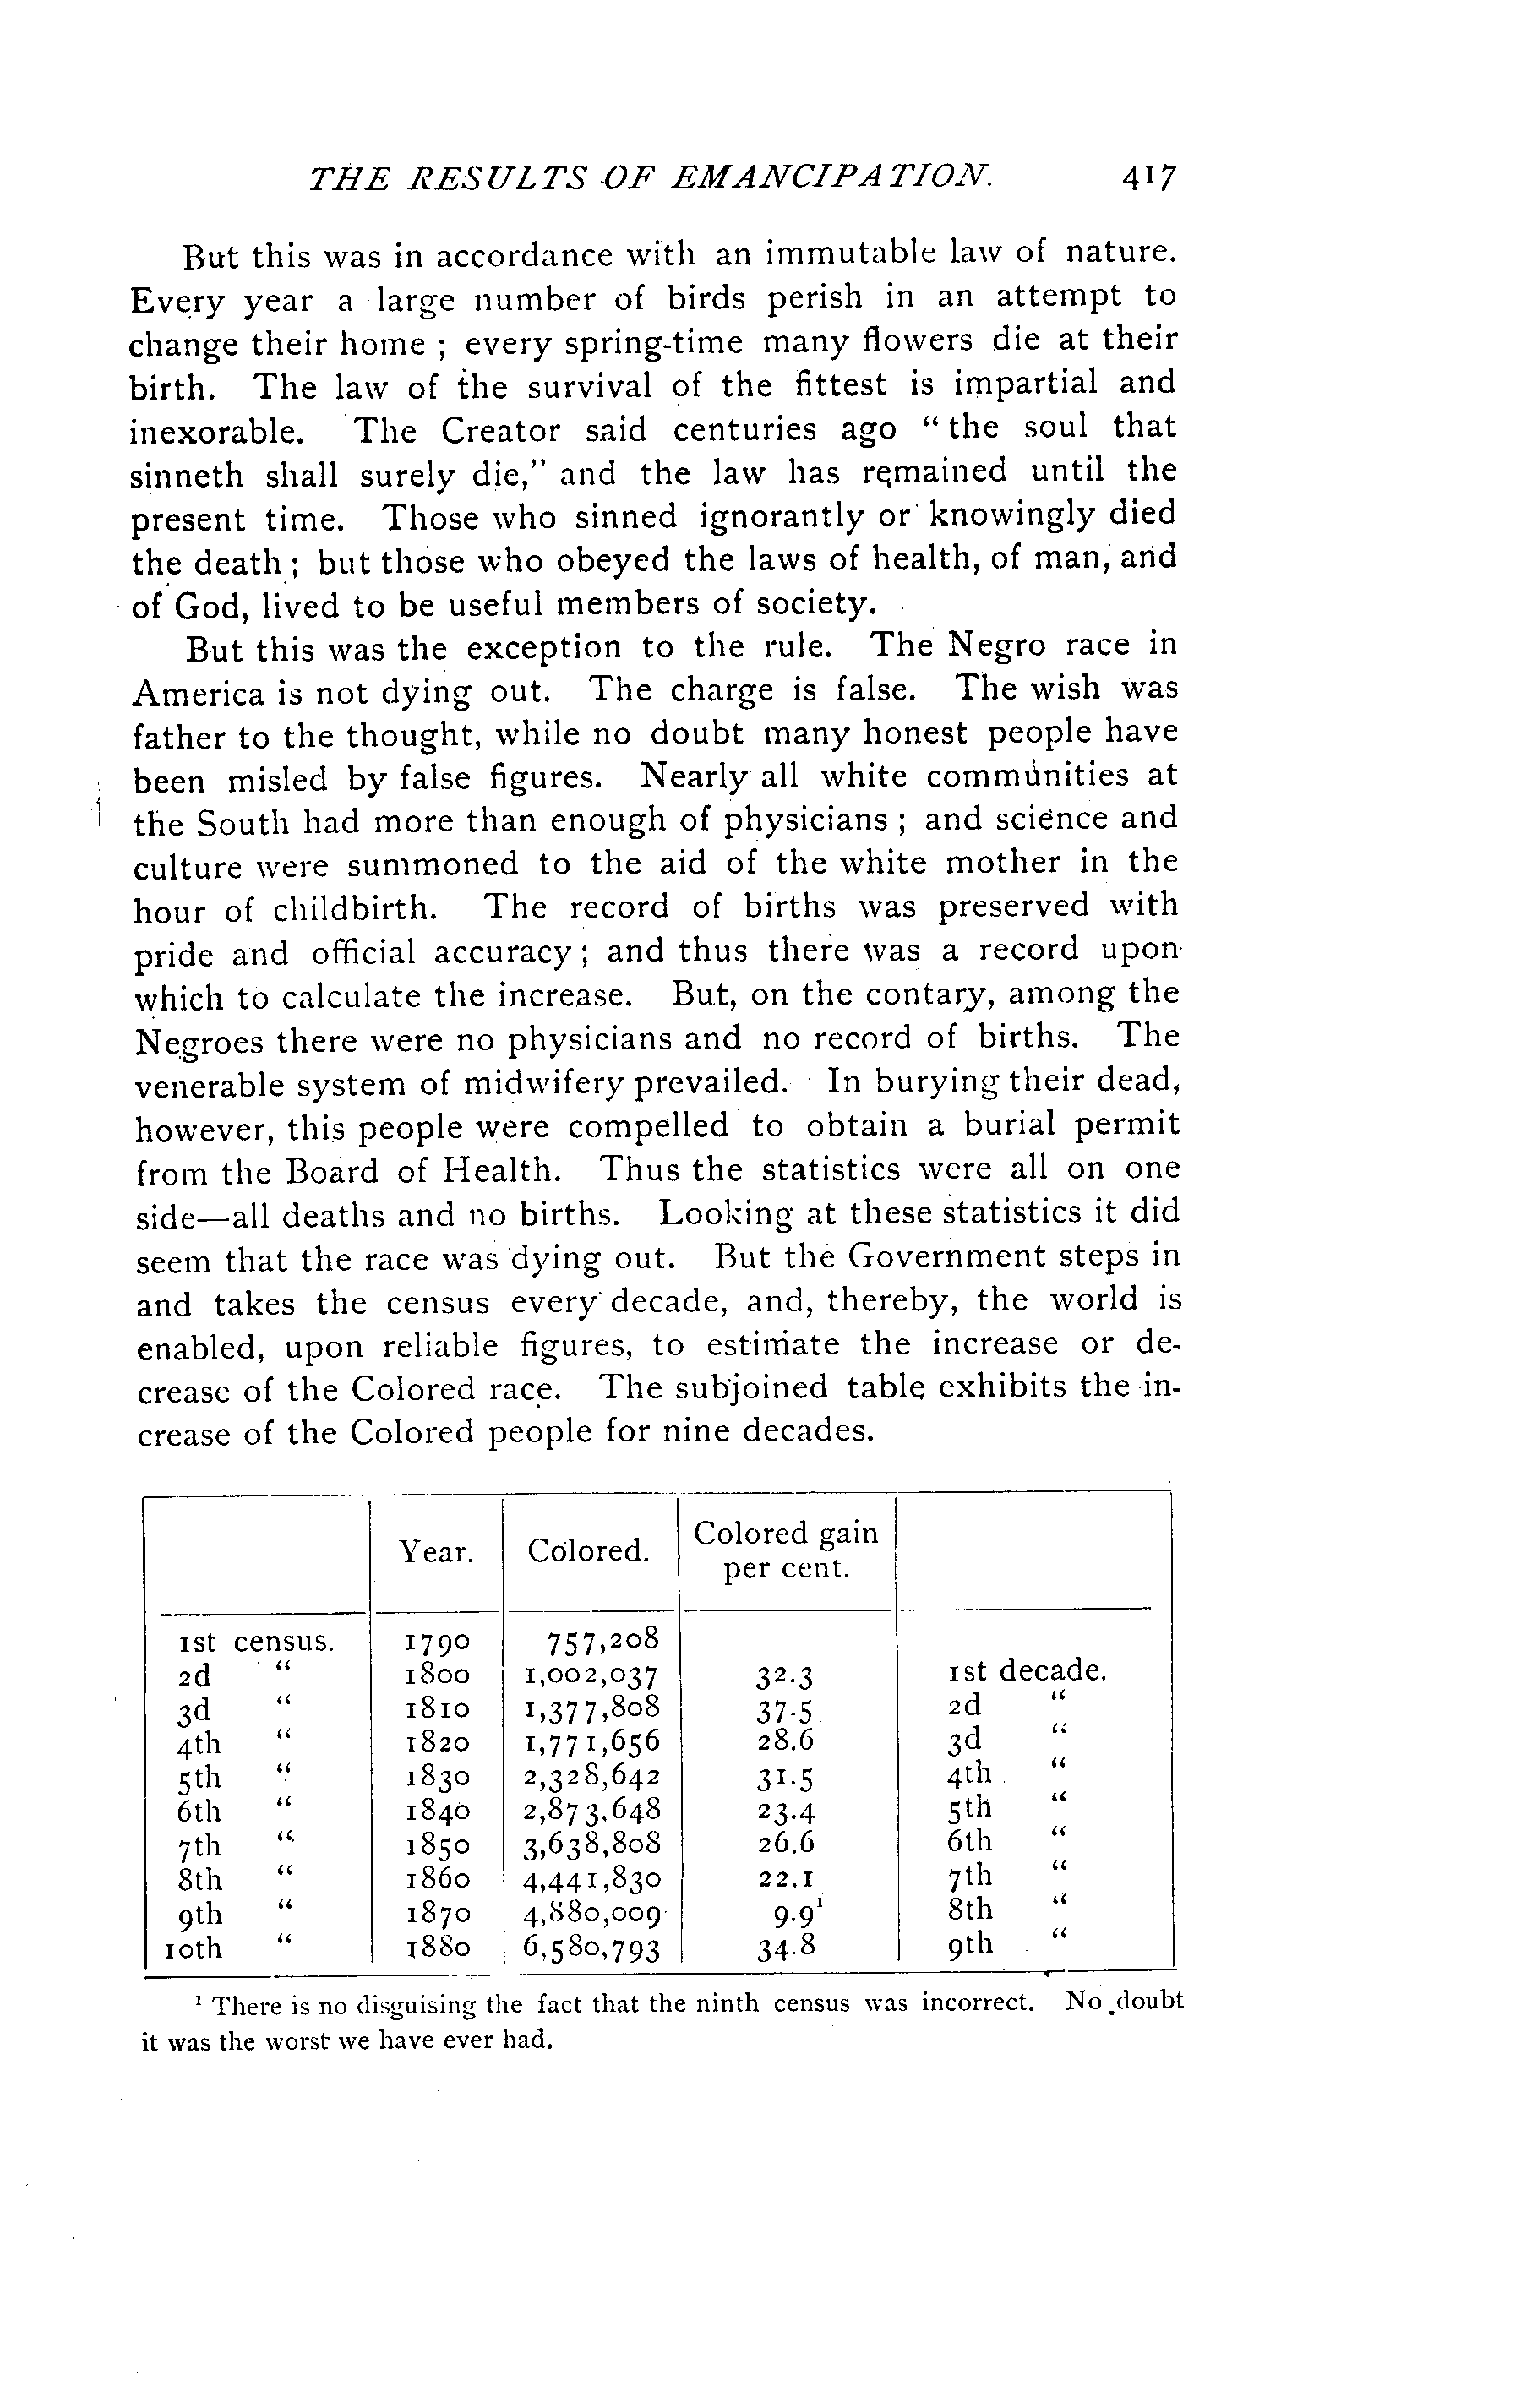 THE RESULTS OF EMANCIPATION. 417
But this was in accordance with an immutable law of nature.
Every year a large number of birds perish in an attempt to
change their home ; every spring-time many flowers die at their
birth. The law of the survival of the fittest is impartial and
inexorable. The Creator said centuries ago “ the soul that
sinneth shall surely die,” and the law has remained until the
present time. Those who sinned ignorantly or knowingly died
the death ; but those who obeyed the laws of health, of man, and
of God, lived to be useful members of society.
But this was the exception to the rule. The Negro race in
America is not dying out. The charge is false. The wish was
father to the thought, while no doubt many honest people have
been misled by false figures. Nearly all white communities at
the South had more than enough of physicians ; and science and
culture were summoned to the aid of the white mother in the
hour of childbirth. The record of births was preserved with
pride and official accuracy ; and thus there was a record upon
which to calculate the increase. But, on the contary, among the
Negroes there were no physicians and no record of births. The
venerable system of midwifery prevailed. In burying their dead,
however, this people were compelled to obtain a burial permit
from the Board of Health. Thus the statistics were all on one
side—all deaths and no births. Looking at these statistics it did
seem that the race was dying out. But the Government steps in
and takes the census every decade, and, thereby, the world is
enabled, upon reliable figures, to estimate the increase or de-
crease of the Colored race. The subjoined table exhibits the in-
crease of the Colored people for nine decades.
Year. Colored. Colored gain per cent.
1st census. 1790 757,208
2d “ 1800 1,002,037 32.3 1st decade.
3d “ 1810 1,377,808 37.5 2d “
4th “ 1820 1,771,656 28.6 3d “
5th “ 1830 2,328,642 31.5 4th “
6th “ 1840 2,873,648 23.4 5th “
7th “ 1850 3,638,808 26.6 6th “
8th “ 1860 4,441,830 22.1 7th “
9th “ 1870 4,880,009 9.9¹ 8th “
10th “ 1880 6,580,793 34.8 9th “
¹ There is no disguising the fact that the ninth census was incorrect. No doubt
it was the worst we have ever had.